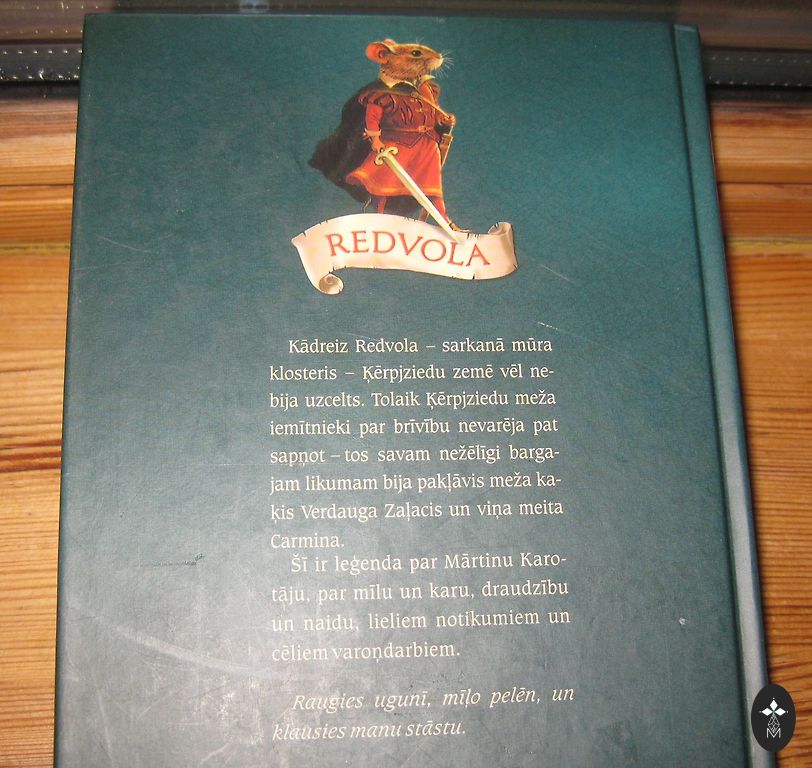 REDVOLA
Kādreiz Redvola – sarkanā mūra
klosteris – Ķērpjziedu zemē vēl ne-
bija uzcelts. Tolaik Ķērpjziedu meža
iemītnieki par brīvību nevarēja pat
sapņot – tos savam nežēlīgi barga-
jam likumam bija pakļāvis meža ka-
ķis Verdauga Zaļacis un viņa meita
Carmina.
Šī ir leģenda par Mārtinu Karo-
tāju, par mīlu un karu, draudzību
un naidu, lieliem notikumiem un
cēliem varoņdarbiem.
Raugies ugunī, mīļo pelēn, un
klausies manu stāstu.
M